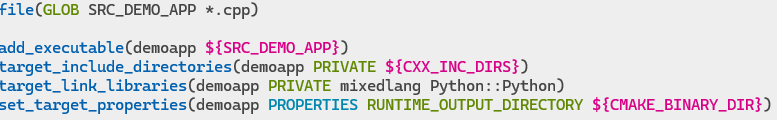 file(GLOB SRC_DEMO_APP *.cpp)
add_executable(demoapp ${SRC_DEMO_APP})
target_include_directories(demoapp PRIVATE ${CXX_INC_DIRS})
target_link_libraries(demoapp PRIVATE mixedlang Python::Python)
set_target_properties(demoapp PROPERTIES RUNTIME_OUTPUT_DIRECTORY ${CMAKE_BINARY_DIR})